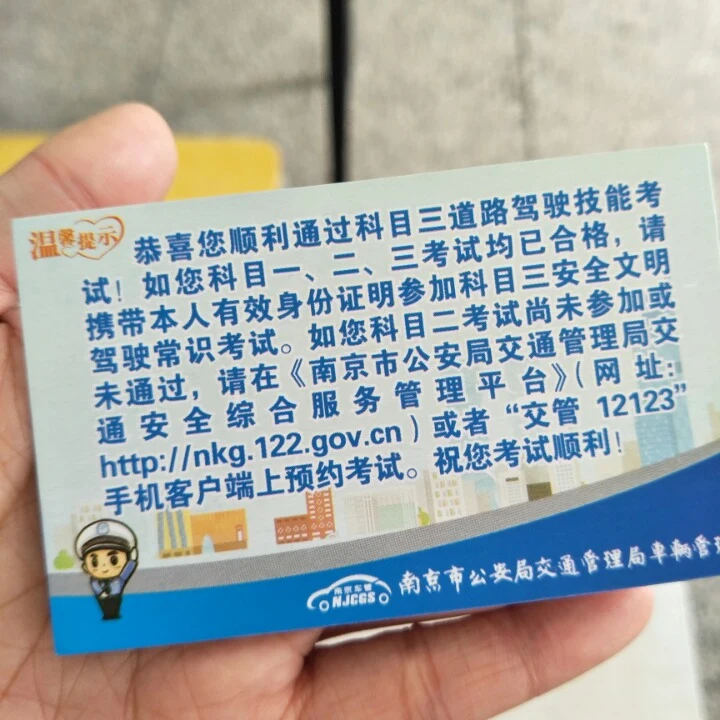 温馨提示
恭喜您顺利通过科目三道路驾驶技能考
试！如您科目一、二、三考试均已合格，请
携带本人有效身份证明参加科目三安全文明
驾驶常识考试。如您科目二考试尚未参加或
未通过，请在《南京市公安局交通管理局交
通安全综合服务管理平台》（网址：
http://nkg.122.gov.cn）或者“交管 12123”
手机客户端上预约考试。祝您考试顺利！
南京车管
NJCGS
南京市公安局交通管理局车辆管理